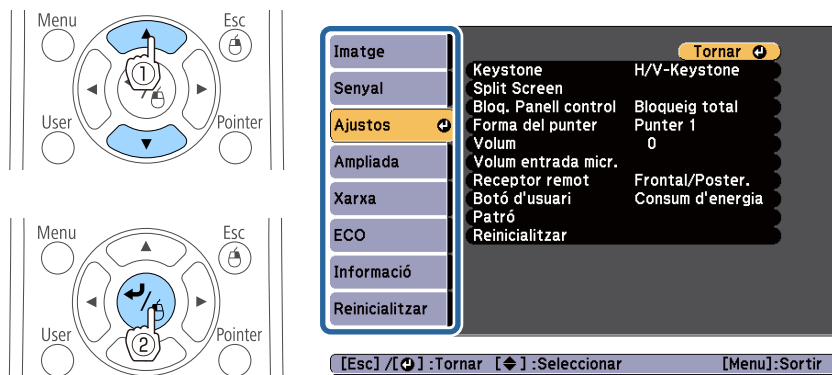 Menu
Esc
①
User
Pointer
Menu
Esc
User
②
Pointer
Imatge
Senyal
Ajustos
Ampliada
Xarxa
ECO
Informació
Reinicialitzar
Tornar
Keystone H/V-Keystone
Split Screen
Bloq. Panell control Bloqueig total
Forma del punter Punter 1
Volum 0
Volum entrada micr.
Receptor remot Frontal/Poster.
Botó d'usuari Consum d'energia
Patró
Reinicialitzar
[Esc] /[ ] :Tornar [ ] :Seleccionar [Menu]:Sortir